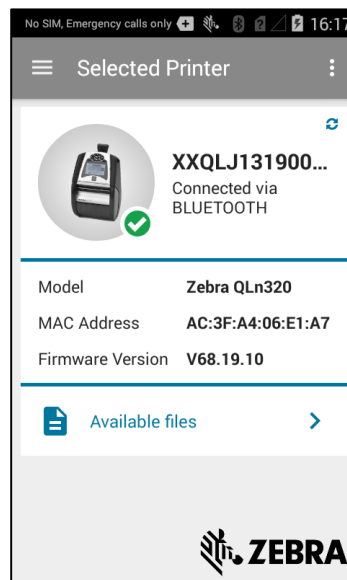 No SIM, Emergency calls only 16:17
Selected Printer
XXQLJ131900...
Connected via
BLUETOOTH
Model Zebra QLn320
MAC Address AC:3F:A4:06:E1:A7
Firmware Version V68.19.10
Available files
ZEBRA